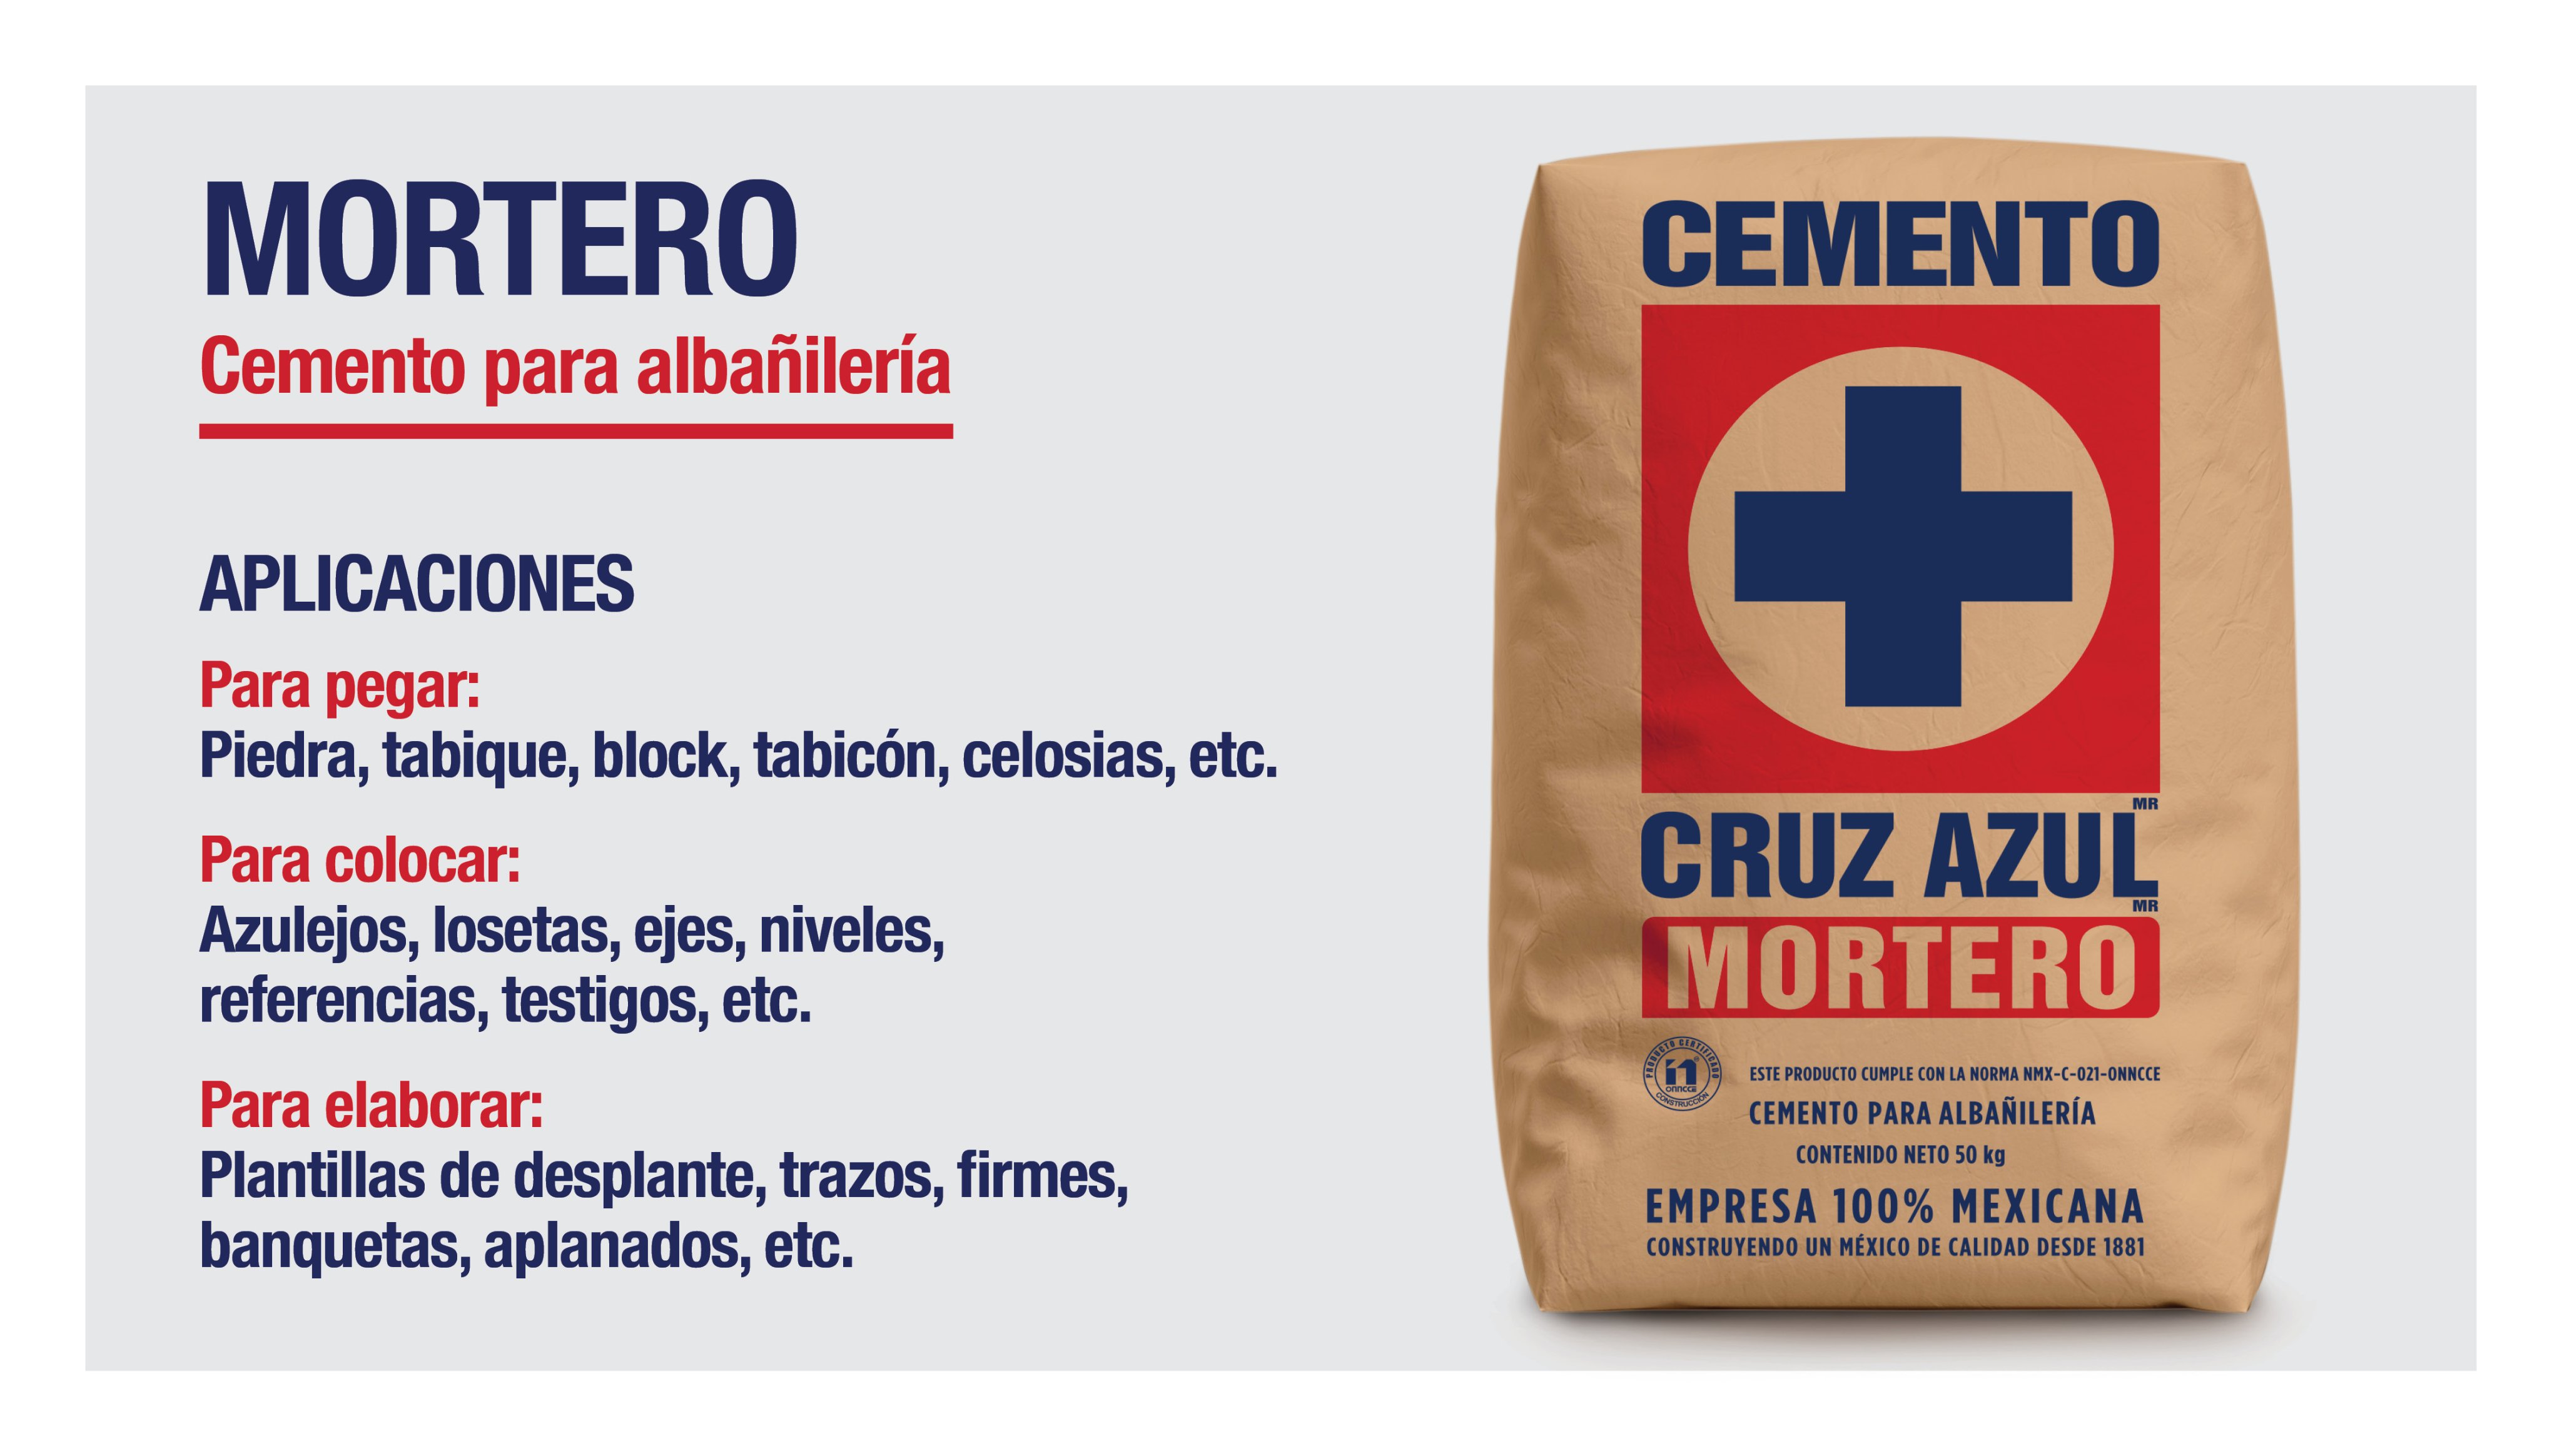 MORTERO
Cemento para albañilería
APLICACIONES
Para pegar:
Piedra, tabique, block, tabicón, celosias, etc.
Para colocar:
Azulejos, losetas, ejes, niveles,
referencias, testigos, etc.
Para elaborar:
Plantillas de desplante, trazos, firmes,
banquetas, aplanados, etc.
CEMENTO
MR
CRUZ AZUL
MR
MORTERO
PRODUCTO CERTIFICADO
onncce
CONSTRUCCIÓN
ESTE PRODUCTO CUMPLE CON LA NORMA NMX-C-021-ONNCCE
CEMENTO PARA ALBAÑILERÍA
CONTENIDO NETO 50 kg
EMPRESA 100% MEXICANA
CONSTRUYENDO UN MÉXICO DE CALIDAD DESDE 1881